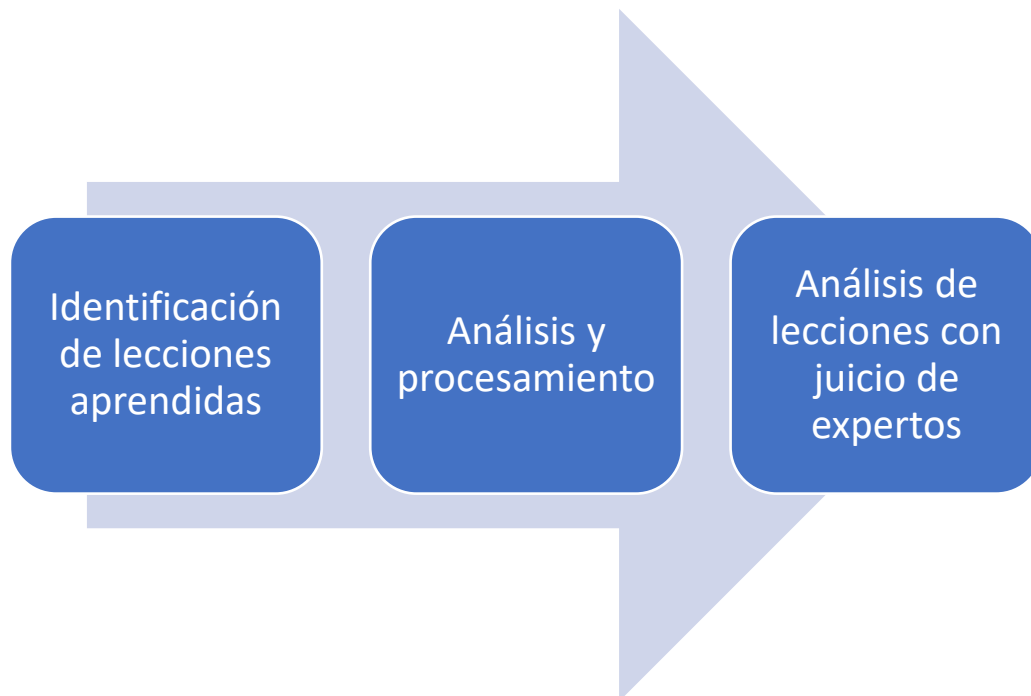 Identificación
de lecciones
aprendidas
Análisis y
procesamiento
Análisis de
lecciones con
juicio de
expertos